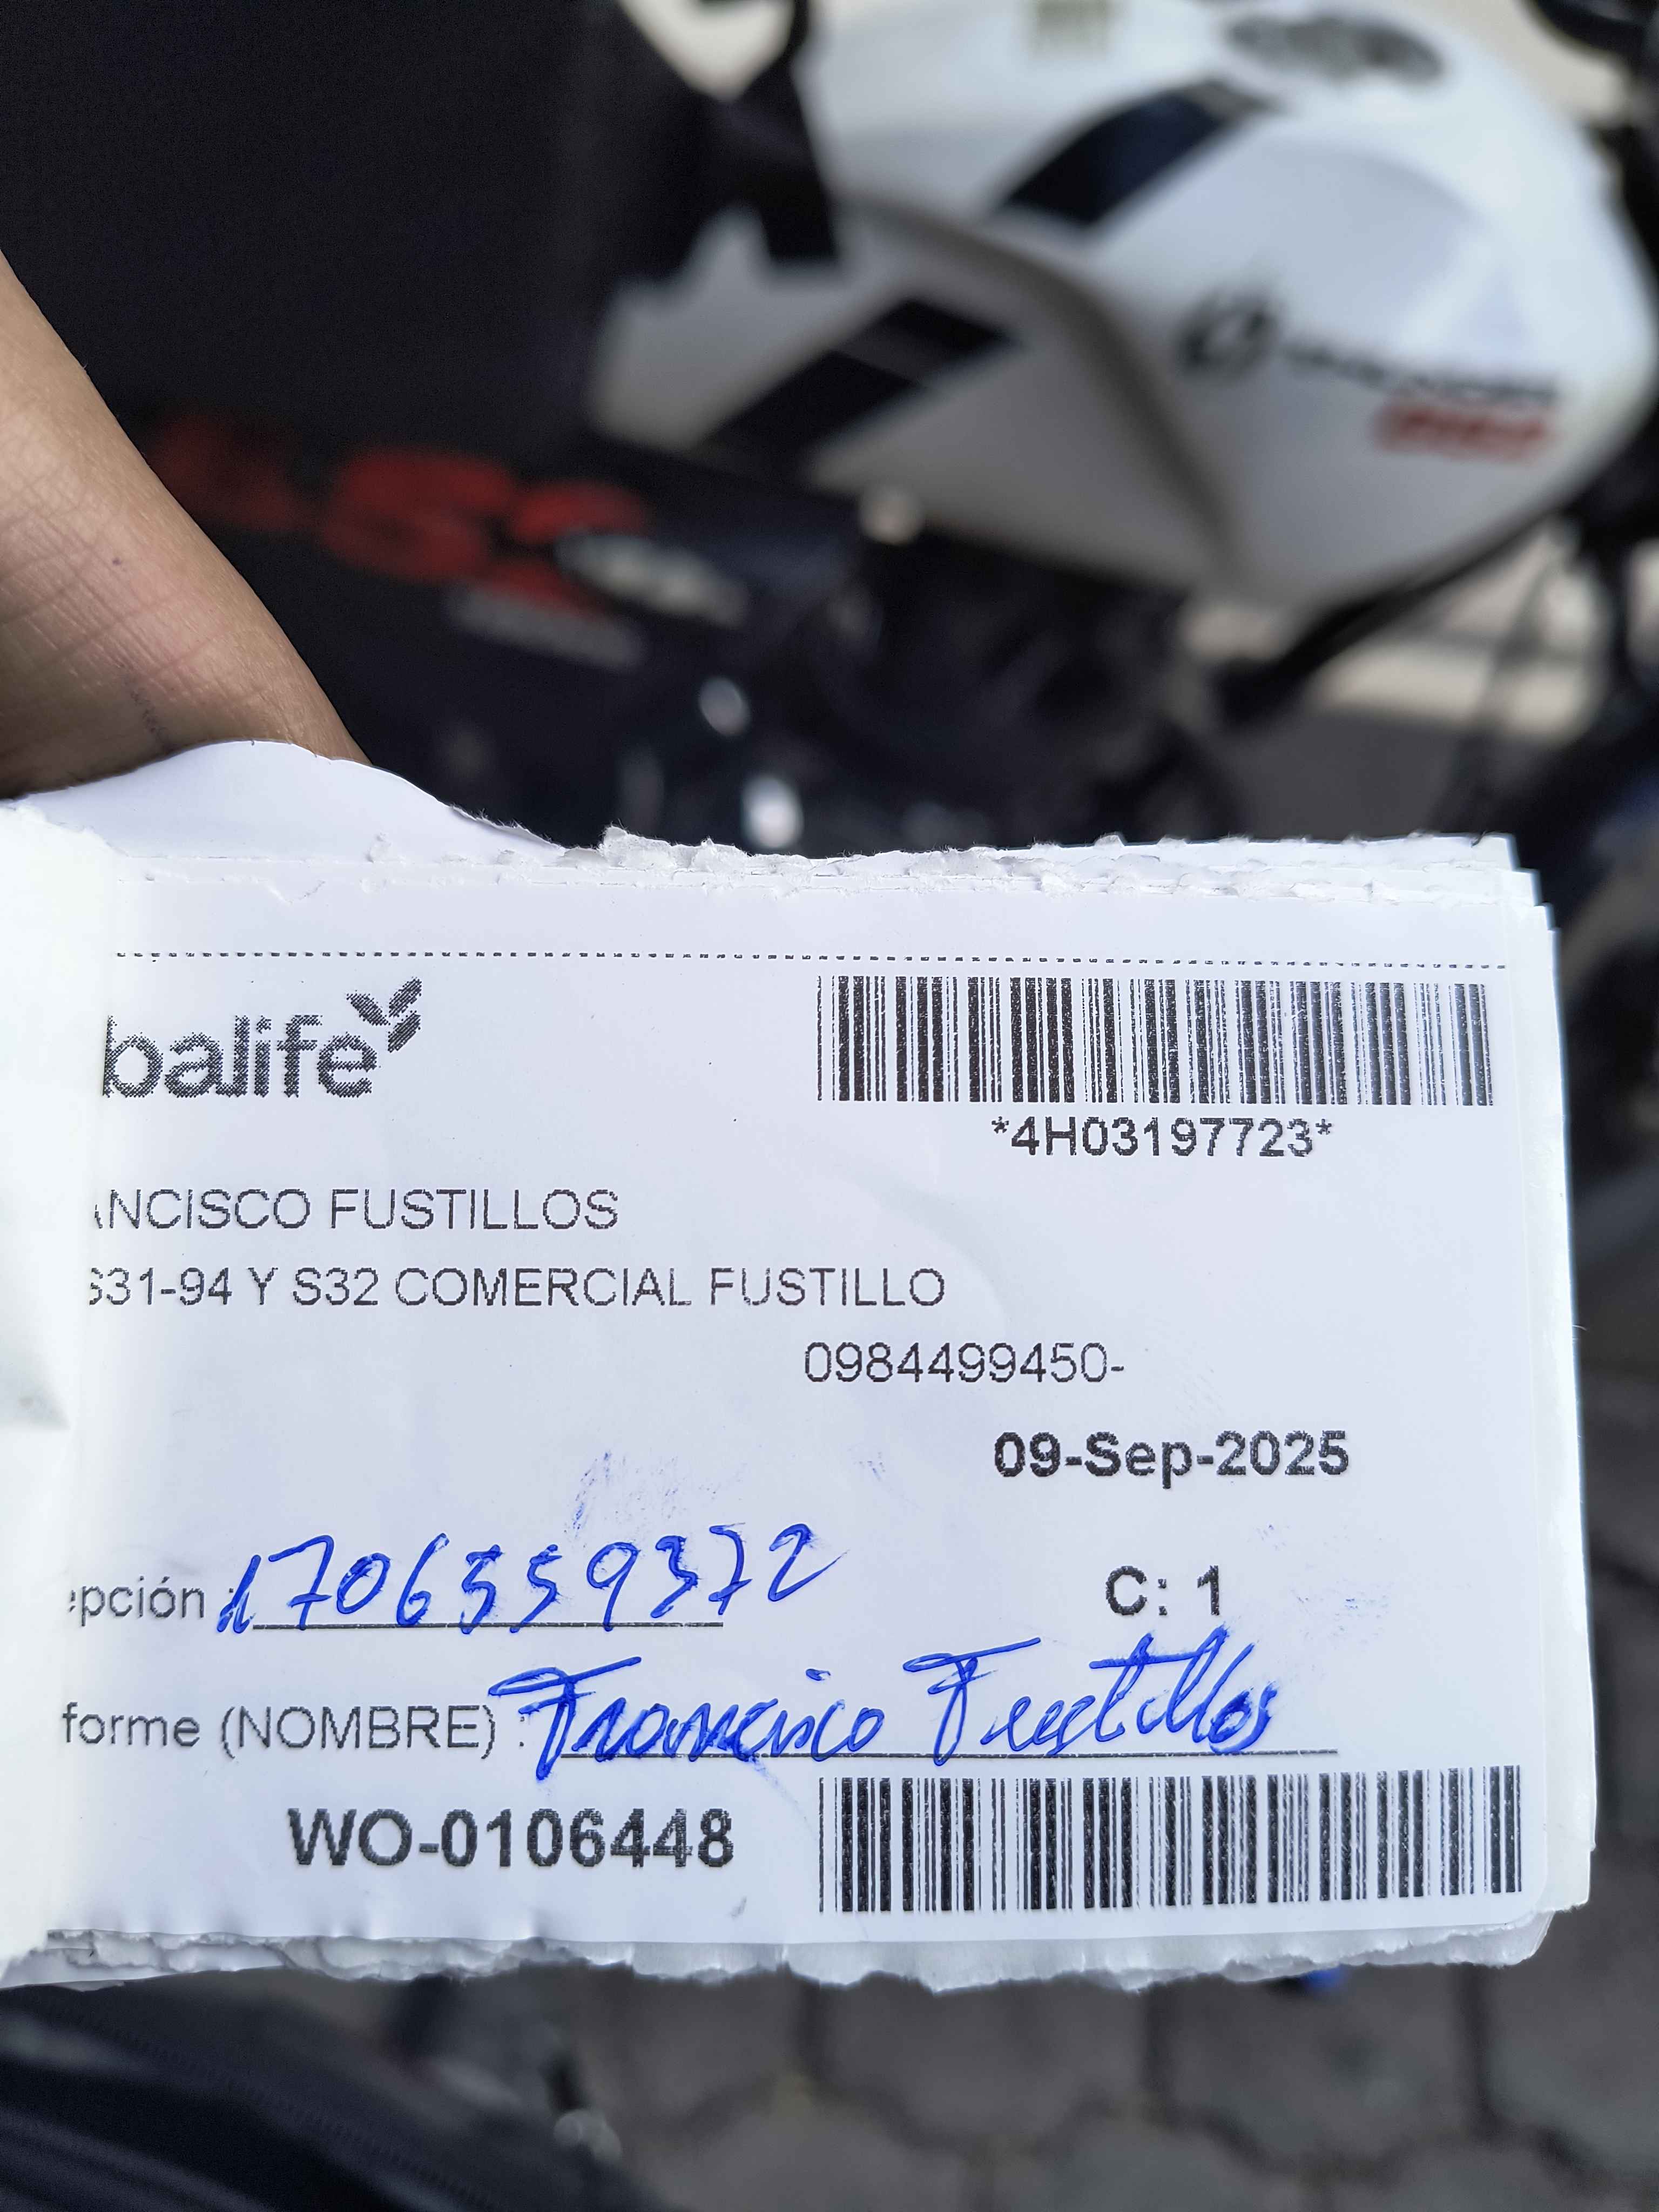 balife
*4H03197723*
ANCISCO FUSTILLOS
S31-94 Y S32 COMERCIAL FUSTILLO
0984499450-
09-Sep-2025
epción : 1706559372
C: 1
forme (NOMBRE) : Francisco Fustillos
WO-0106448